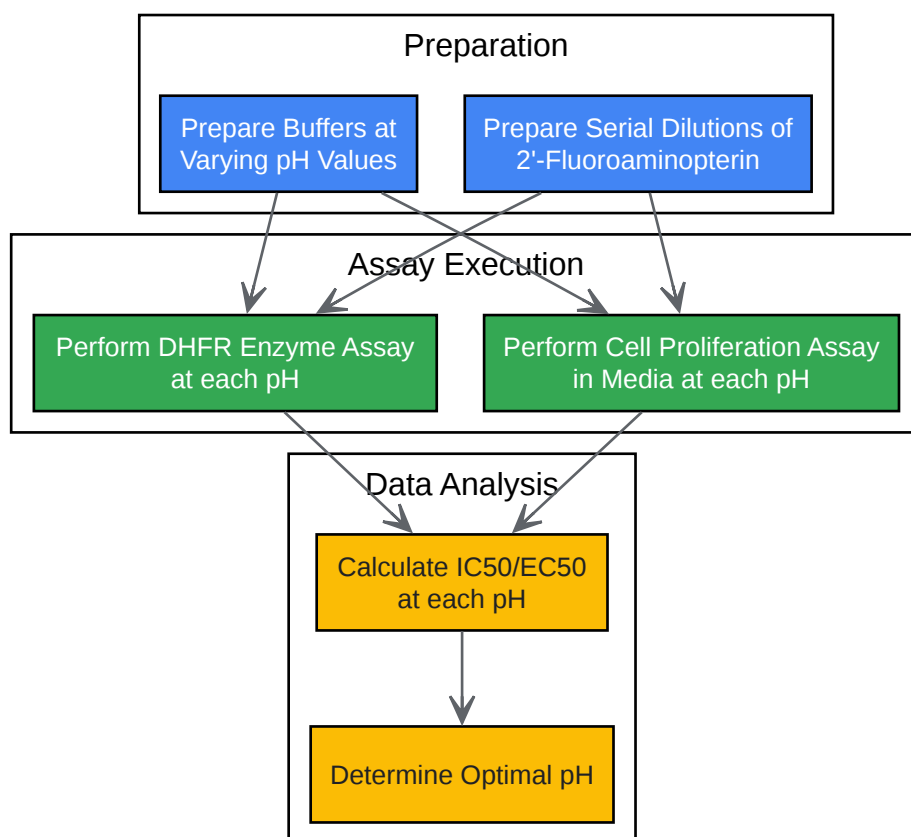 Preparation
Prepare Buffers at
Varying pH Values
Prepare Serial Dilutions of
2'-Fluoroaminopterin
Assay Execution
Perform DHFR Enzyme Assay
at each pH
Perform Cell Proliferation Assay
in Media at each pH
Data Analysis
Calculate IC50/EC50
at each pH
Determine Optimal pH